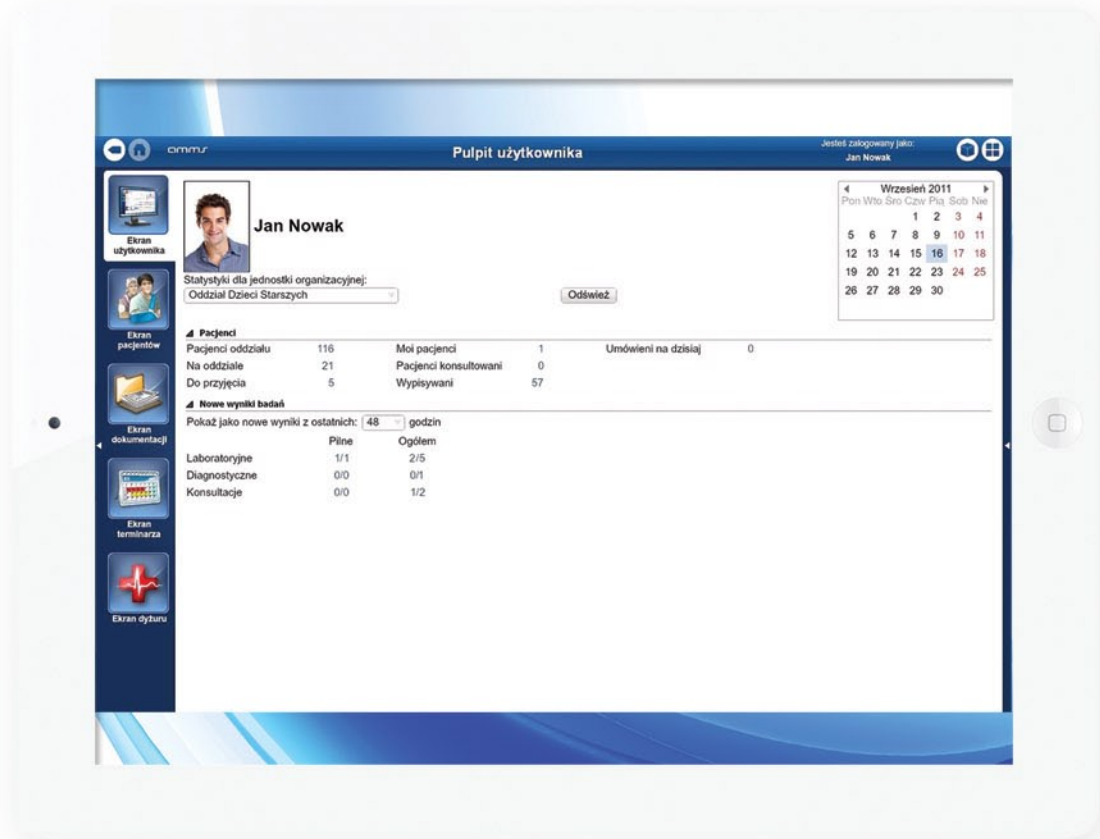 amms
Pulpit użytkownika
Jesteś zalogowany jako:
Jan Nowak
Ekran
użytkownika
Ekran
pacjentów
Ekran
dokumentacji
Ekran
terminarza
Ekran dyżuru
Jan Nowak
Statystyki dla jednostki organizacyjnej:
Oddział Dzieci Starszych
Odśwież
Wrzesień 2011
Pon Wto Śro Czw Pią Sob Nie
1 2 3 4
5 6 7 8 9 10 11
12 13 14 15 16 17 18
19 20 21 22 23 24 25
26 27 28 29 30
Pacjenci
Pacjenci oddziału 116 Moi pacjenci 1 Umówieni na dzisiaj 0
Na oddziale 21 Pacjenci konsultowani 0
Do przyjęcia 5 Wypisywani 57
Nowe wyniki badań
Pokaż jako nowe wyniki z ostatnich: 48 godzin
Pilne Ogółem
Laboratoryjne 1/1 2/5
Diagnostyczne 0/0 0/1
Konsultacje 0/0 1/2